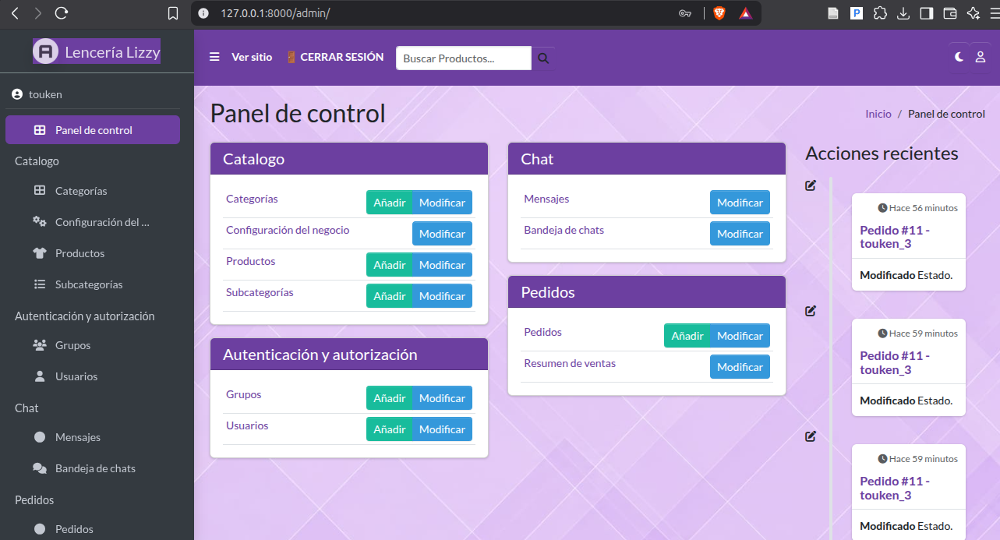 127.0.0.1:8000/admin/
P
Lencería Lizzy
touken
Panel de control
Catalogo
Categorías
Configuración del ...
Productos
Subcategorías
Autenticación y autorización
Grupos
Usuarios
Chat
Mensajes
Bandeja de chats
Pedidos
Pedidos
Ver sitio
CERRAR SESIÓN
Buscar Productos...
Panel de control
Inicio / Panel de control
Catalogo
Categorías Añadir Modificar
Configuración del negocio Modificar
Productos Añadir Modificar
Subcategorías Añadir Modificar
Autenticación y autorización
Grupos Añadir Modificar
Usuarios Añadir Modificar
Chat
Mensajes Modificar
Bandeja de chats Modificar
Pedidos
Pedidos Añadir Modificar
Resumen de ventas Modificar
Acciones recientes
Hace 56 minutos
Pedido #11 -
touken_3
Modificado Estado.
Hace 59 minutos
Pedido #11 -
touken_3
Modificado Estado.
Hace 59 minutos
Pedido #11 -
touken_3
Modificado Estado.